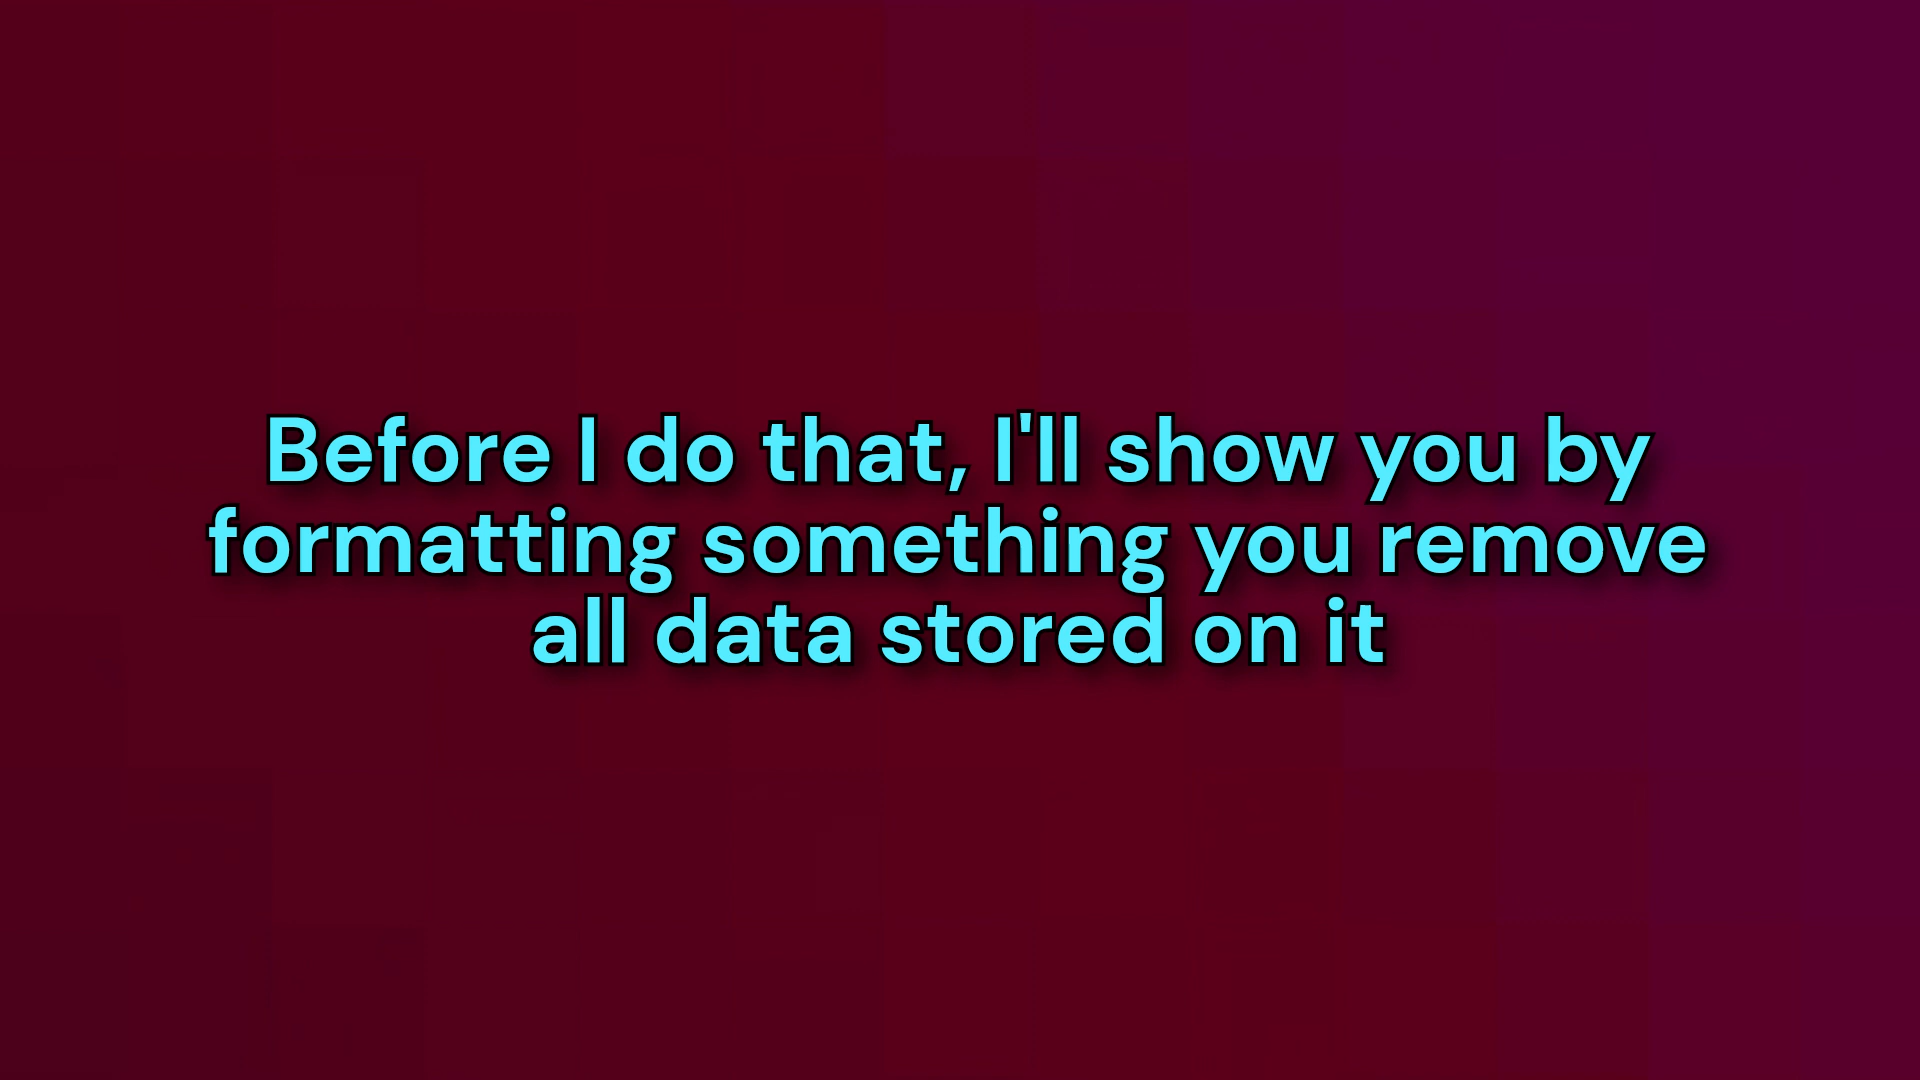 Before I do that, I'll show you by
formatting something you remove
all data stored on it